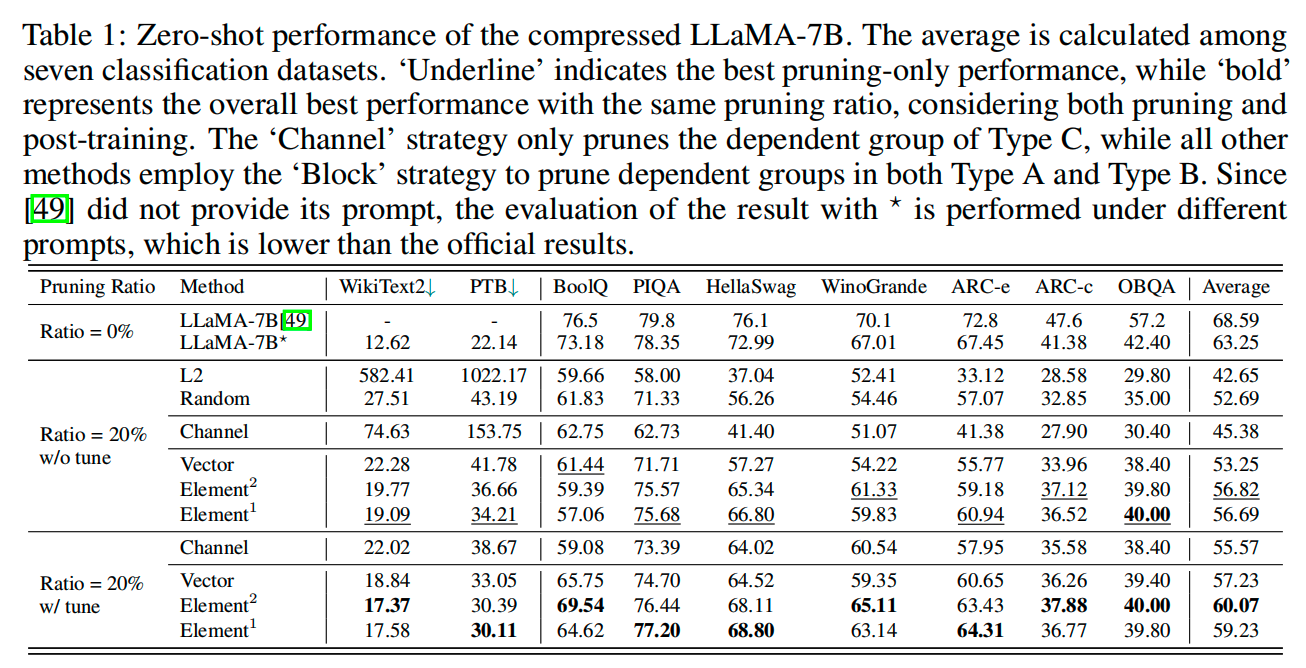 Table 1: Zero-shot performance of the compressed LLaMA-7B. The average is calculated among
seven classification datasets. ‘Underline’ indicates the best pruning-only performance, while ‘bold’
represents the overall best performance with the same pruning ratio, considering both pruning and
post-training. The ‘Channel’ strategy only prunes the dependent group of Type C, while all other
methods employ the ‘Block’ strategy to prune dependent groups in both Type A and Type B. Since
[49] did not provide its prompt, the evaluation of the result with * is performed under different
prompts, which is lower than the official results.
Pruning Ratio Method WikiText2↓ PTB↓ BoolQ PIQA HellaSwag WinoGrande ARC-e ARC-c OBQA Average
Ratio = 0% LLaMA-7B[49] - - 76.5 79.8 76.1 70.1 72.8 47.6 57.2 68.59
LLaMA-7B* 12.62 22.14 73.18 78.35 72.99 67.01 67.45 41.38 42.40 63.25
Ratio = 20% w/o tune L2 582.41 1022.17 59.66 58.00 37.04 52.41 33.12 28.58 29.80 42.65
Random 27.51 43.19 61.83 71.33 56.26 54.46 57.07 32.85 35.00 52.69
Channel 74.63 153.75 62.75 62.73 41.40 51.07 41.38 27.90 30.40 45.38
Vector 22.28 41.78 61.44 71.71 57.27 54.22 55.77 33.96 38.40 53.25
Element² 19.77 36.66 59.39 75.57 65.34 61.33 59.18 37.12 39.80 56.82
Element¹ 19.09 34.21 57.06 75.68 66.80 59.83 60.94 36.52 40.00 56.69
Ratio = 20% w/ tune Channel 22.02 38.67 59.08 73.39 64.02 60.54 57.95 35.58 38.40 55.57
Vector 18.84 33.05 65.75 74.70 64.52 59.35 60.65 36.26 39.40 57.23
Element² 17.37 30.39 69.54 76.44 68.11 65.11 63.43 37.88 40.00 60.07
Element¹ 17.58 30.11 64.62 77.20 68.80 63.14 64.31 36.77 39.80 59.23